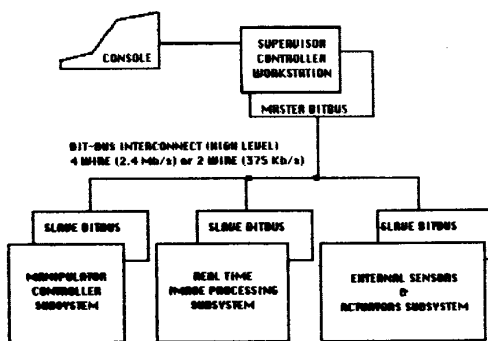 CONSOLE
SUPERVISOR
CONTROLLER
WORKSTATION
MASTER BITBUS
BIT-BUS INTERCONNECT (HIGH LEVEL)
4 WIRE (2.4 Mb/s) or 2 WIRE (375 Kb/s)
SLAVE BITBUS
SLAVE BITBUS
SLAVE BITBUS
MANIPULATOR
CONTROLLER
SUBSYSTEM
REAL TIME
IMAGE PROCESSING
SUBSYSTEM
EXTERNAL SENSORS
&
ACTUATORS SUBSYSTEM